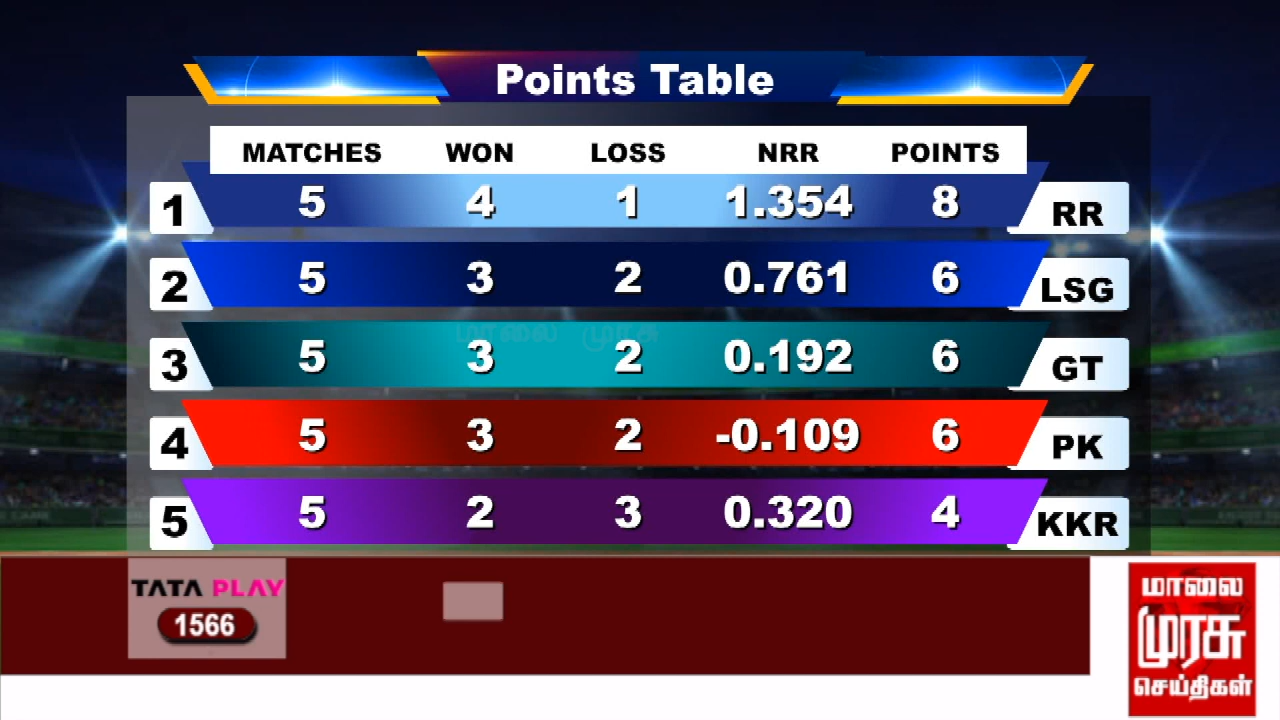 Points Table
MATCHES WON LOSS NRR POINTS
1 5 4 1 1.354 8 RR
2 5 3 2 0.761 6 LSG
மாலை முரசு
3 5 3 2 0.192 6 GT
4 5 3 2 -0.109 6 PK
5 5 2 3 0.320 4 KKR
TATA PLAY
1566
மாலை
முரசு
செய்திகள்